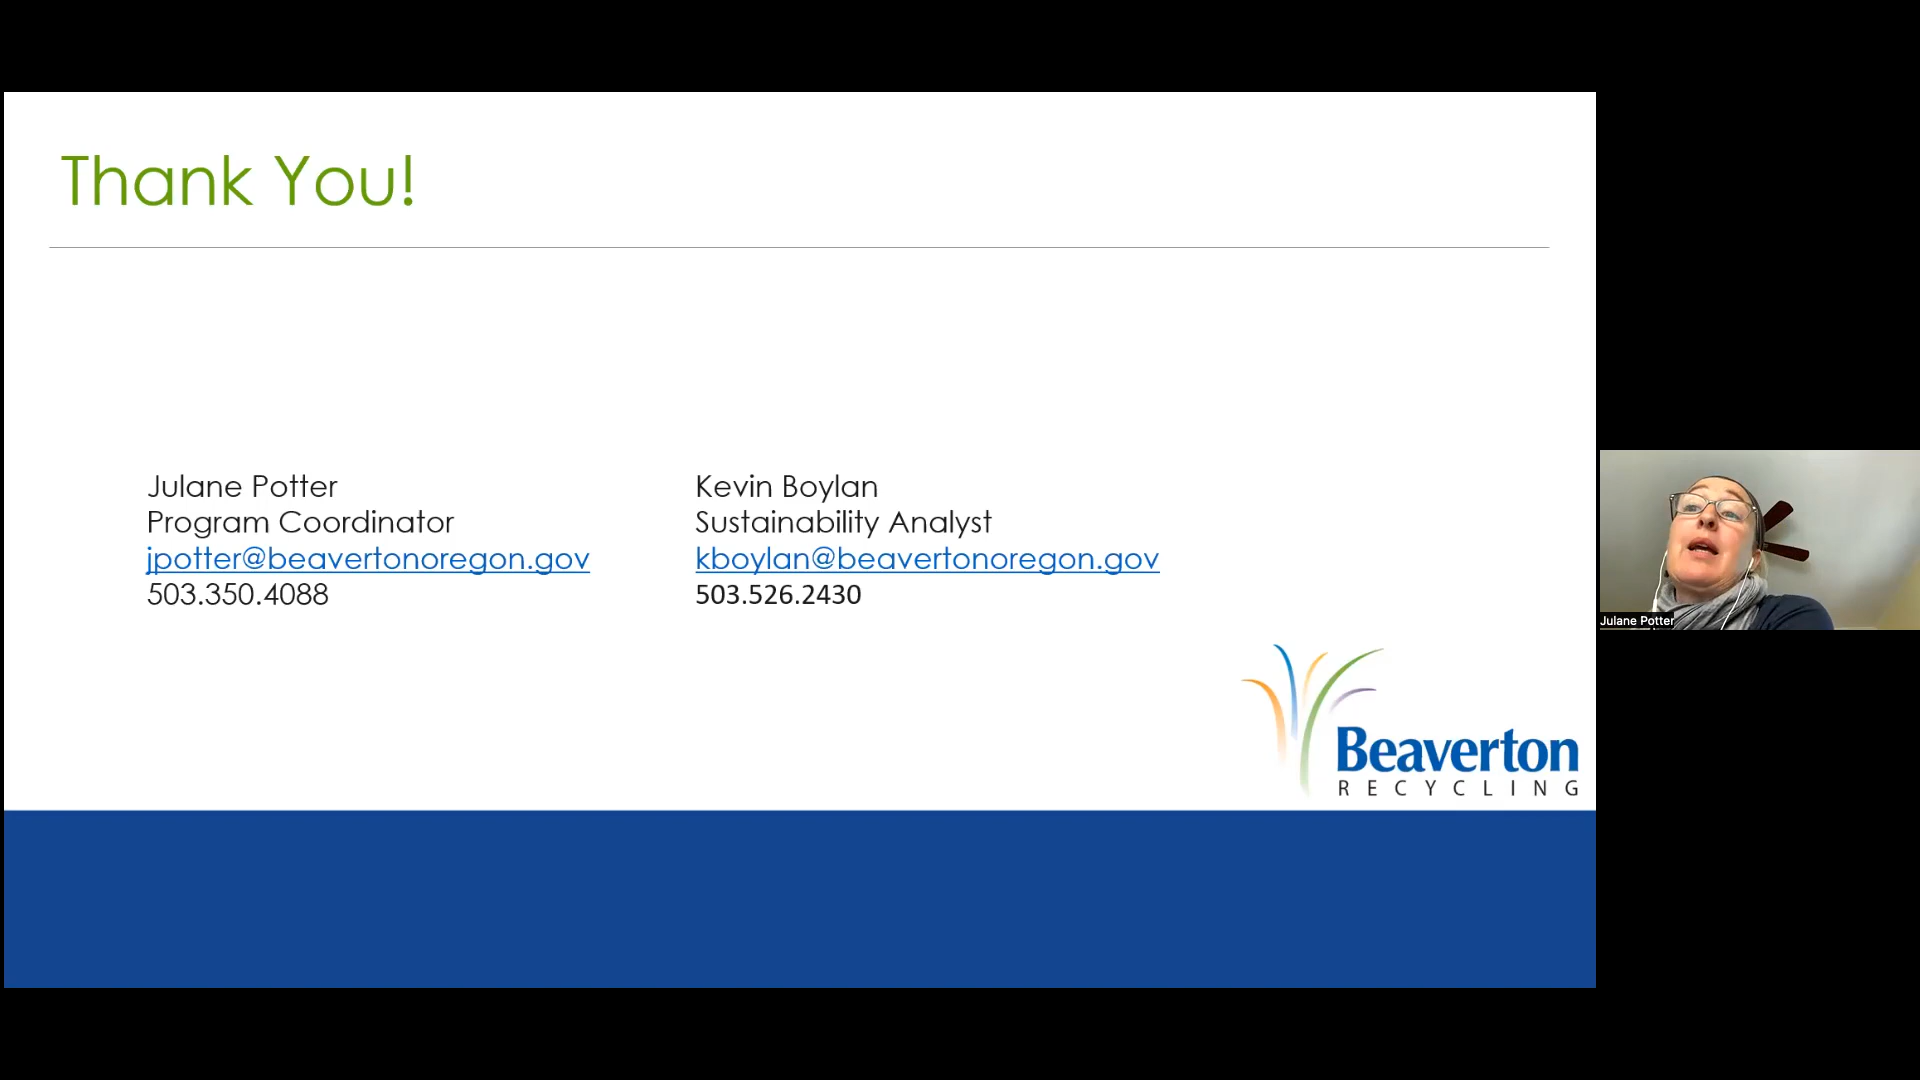 Thank You!
Julane Potter
Program Coordinator
jpotter@beavertonoregon.gov
503.350.4088
Kevin Boylan
Sustainability Analyst
kboylan@beavertonoregon.gov
503.526.2430
Julane Potter
Beaverton
RECYCLING